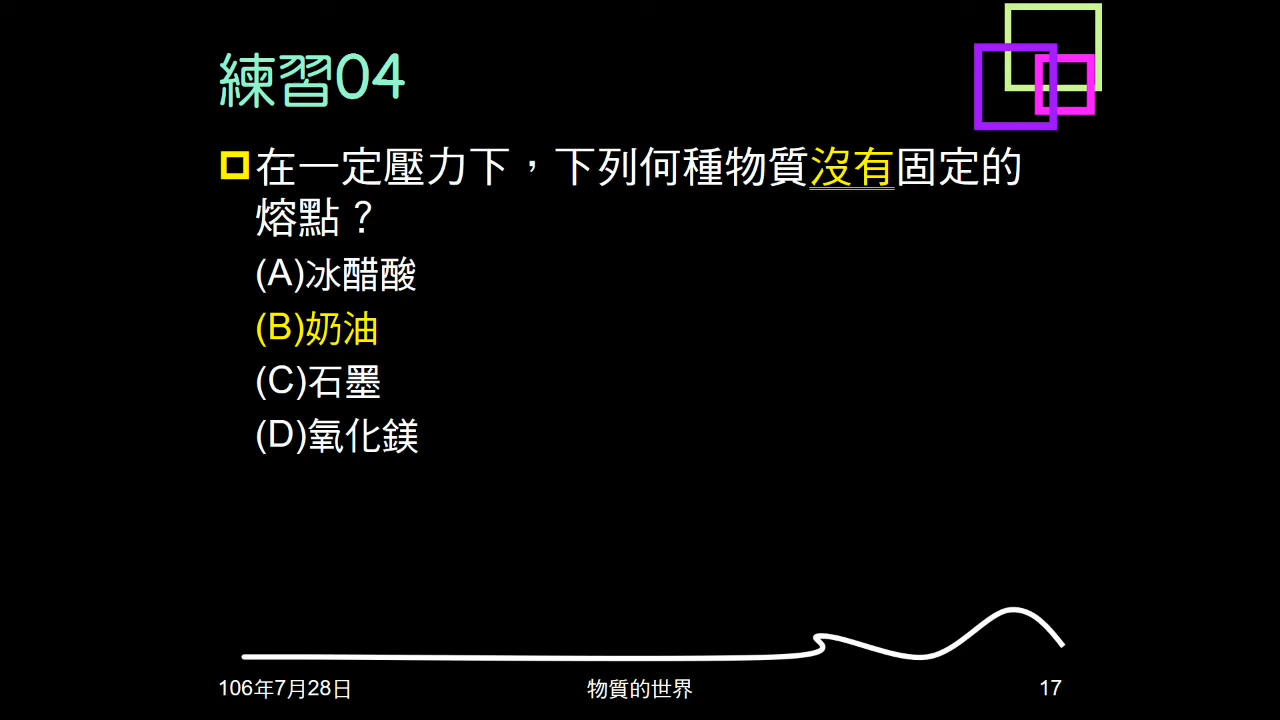 練習04
在一定壓力下，下列何種物質沒有固定的
熔點？
(A)冰醋酸
(B)奶油
(C)石墨
(D)氧化鎂
106年7月28日
物質的世界
17